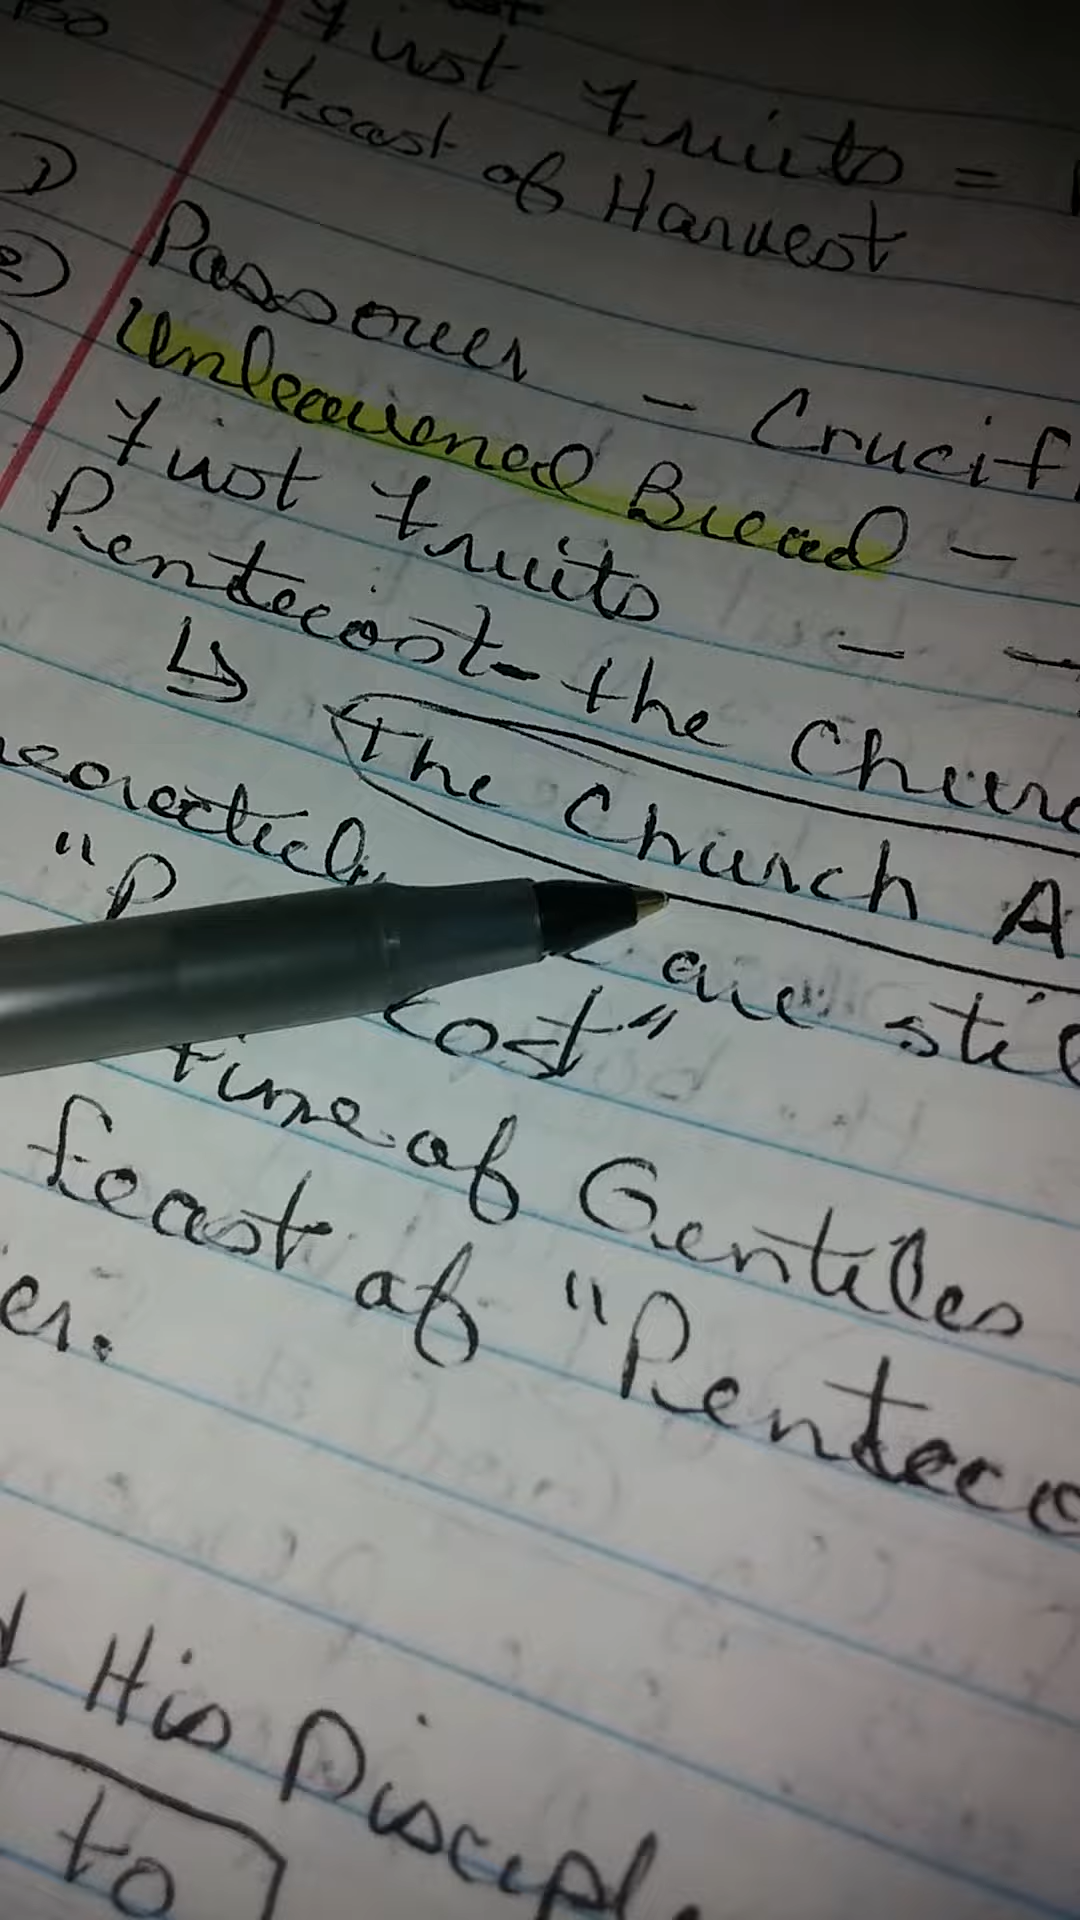 First Fruits =
Feast of Harvest
1) Passover - Crucif
2) Unleavened Bread -
) First Fruits - -
Pentecost - the Churc
↳ The Church A
are stil
"P cost"
time of Gentiles
feast of "Penteco
er.
His Discipl
to